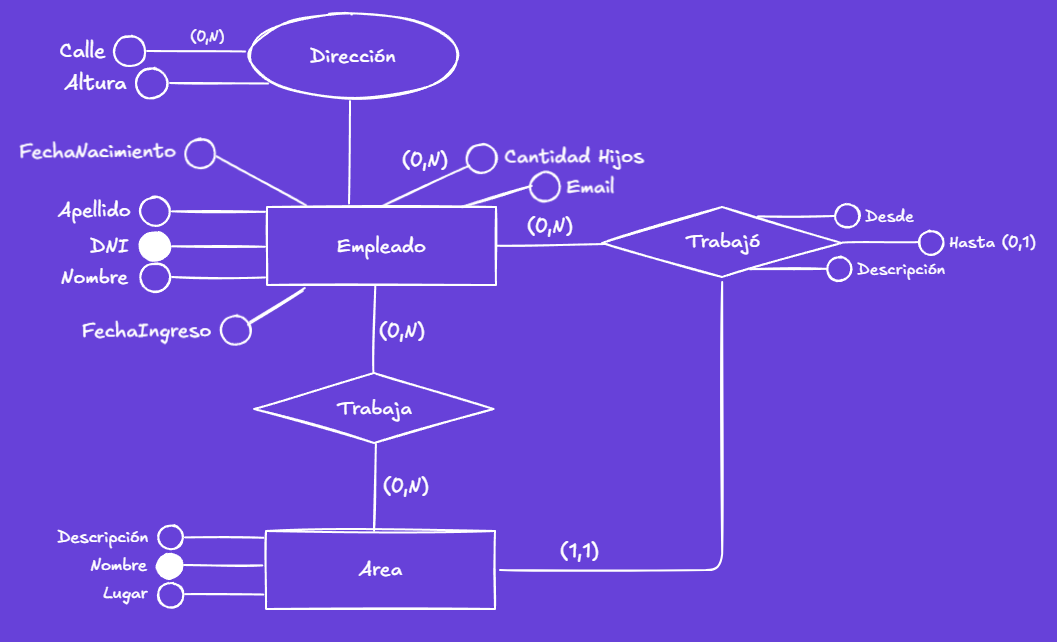 (0,N)
Calle
Dirección
Altura
FechaNacimiento
(0,N)
Cantidad Hijos
Email
Apellido
Desde
(0,N)
DNI
Empleado
Trabajó
Hasta (0,1)
Nombre
Descripción
FechaIngreso
(0,N)
Trabaja
(0,N)
Descripción
(1,1)
Nombre
Area
Lugar